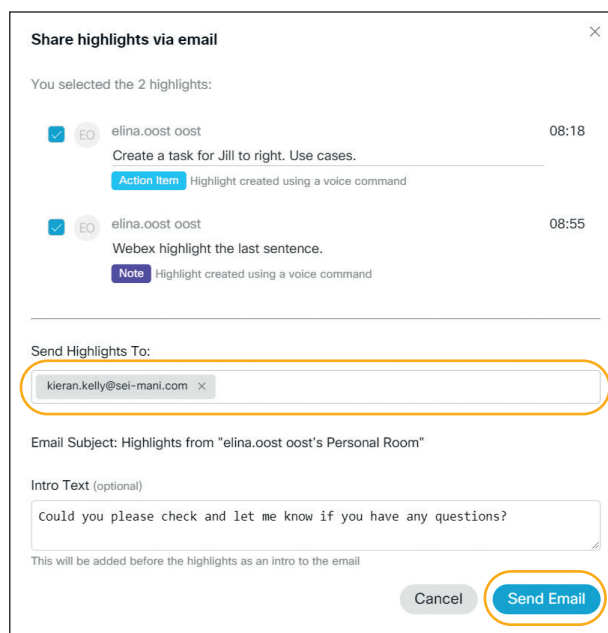 Share highlights via email
You selected the 2 highlights:
EO elina.oost oost 08:18
Create a task for Jill to right. Use cases.
Action Item Highlight created using a voice command
EO elina.oost oost 08:55
Webex highlight the last sentence.
Note Highlight created using a voice command
Send Highlights To:
kieran.kelly@sei-mani.com ×
Email Subject: Highlights from "elina.oost oost's Personal Room"
Intro Text (optional)
Could you please check and let me know if you have any questions?
This will be added before the highlights as an intro to the email
Cancel Send Email